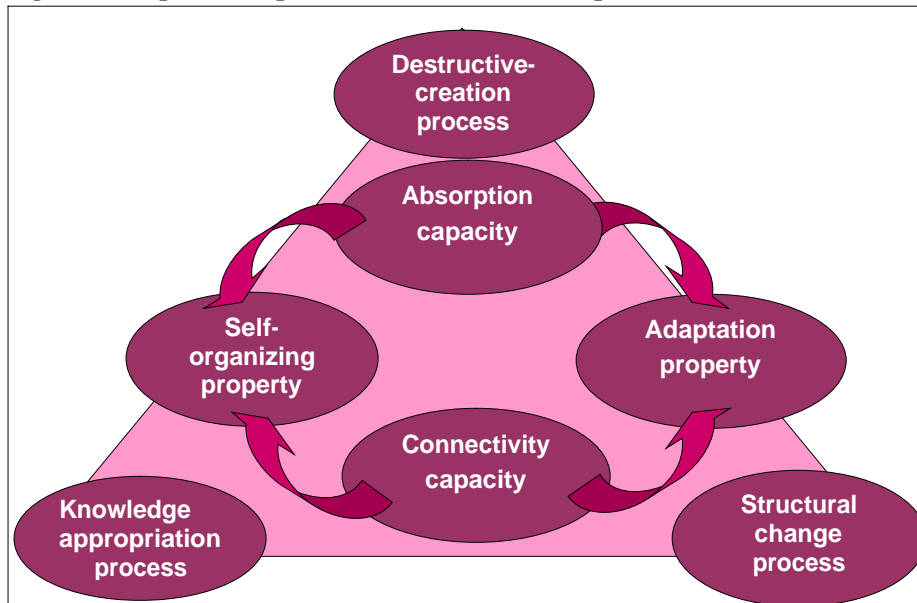 Destructive-
creation
process
Absorption
capacity
Self-
organizing
property
Adaptation
property
Connectivity
capacity
Knowledge
appropriation
process
Structural
change
process